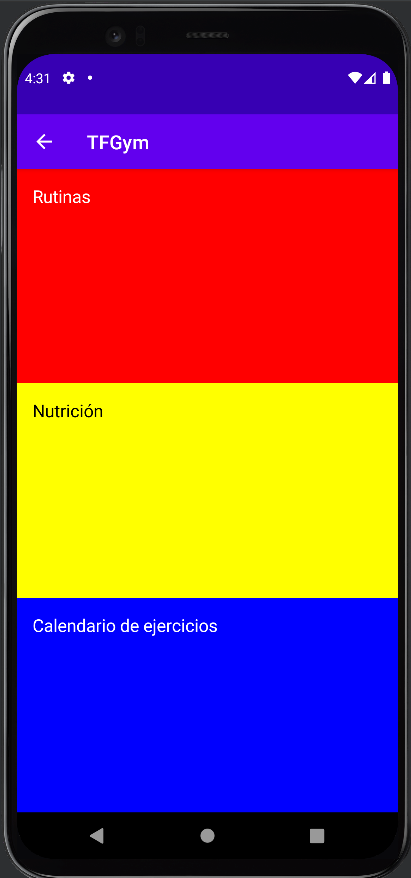 4:31
TFGym
Rutinas
Nutrición
Calendario de ejercicios